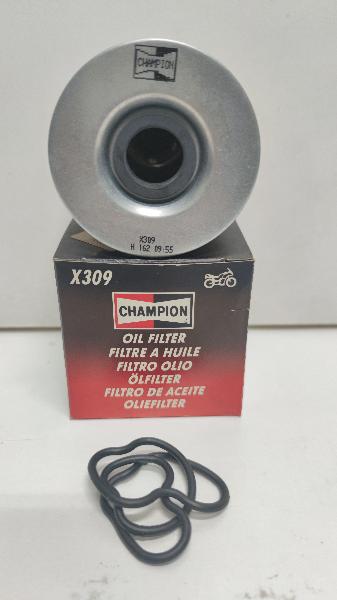 CHAMPION
X309
H 162 09:55
X309
CHAMPION
OIL FILTER
FILTRE A HUILE
FILTRO OLIO
ÖLFILTER
FILTRO DE ACEITE
OLIEFILTER